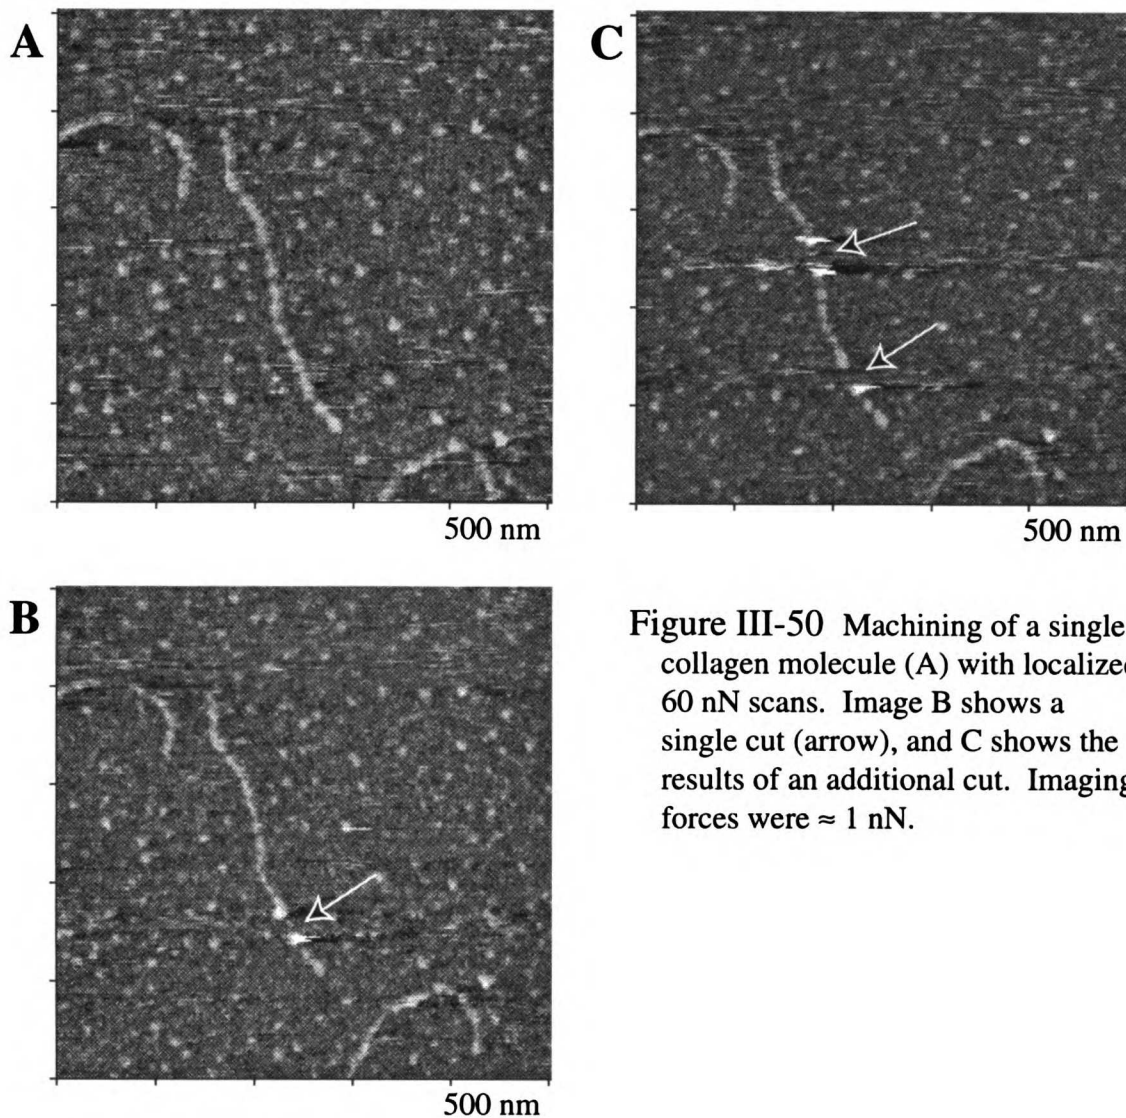 A
500 nm
B
500 nm
C
500 nm
Figure III-50 Machining of a single
collagen molecule (A) with localized
60 nN scans. Image B shows a
single cut (arrow), and C shows the
results of an additional cut. Imaging
forces were ≈ 1 nN.